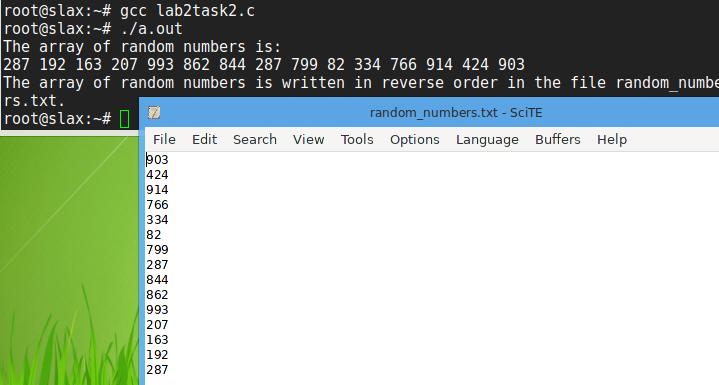 root@slax:~# gcc lab2task2.c
root@slax:~# ./a.out
The array of random numbers is:
287 192 163 207 993 862 844 287 799 82 334 766 914 424 903
The array of random numbers is written in reverse order in the file random_numbe
rs.txt.
root@slax:~#
random_numbers.txt - SciTE
File Edit Search View Tools Options Language Buffers Help
903
424
914
766
334
82
799
287
844
862
993
207
163
192
287